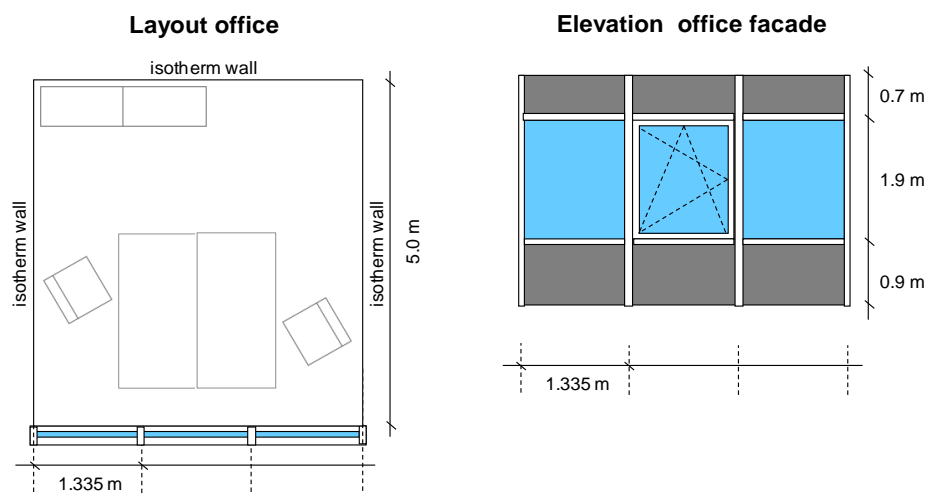 Layout office
isotherm wall
isotherm wall
isotherm wall
5.0 m
1.335 m
Elevation office facade
0.7 m
1.9 m
0.9 m
1.335 m